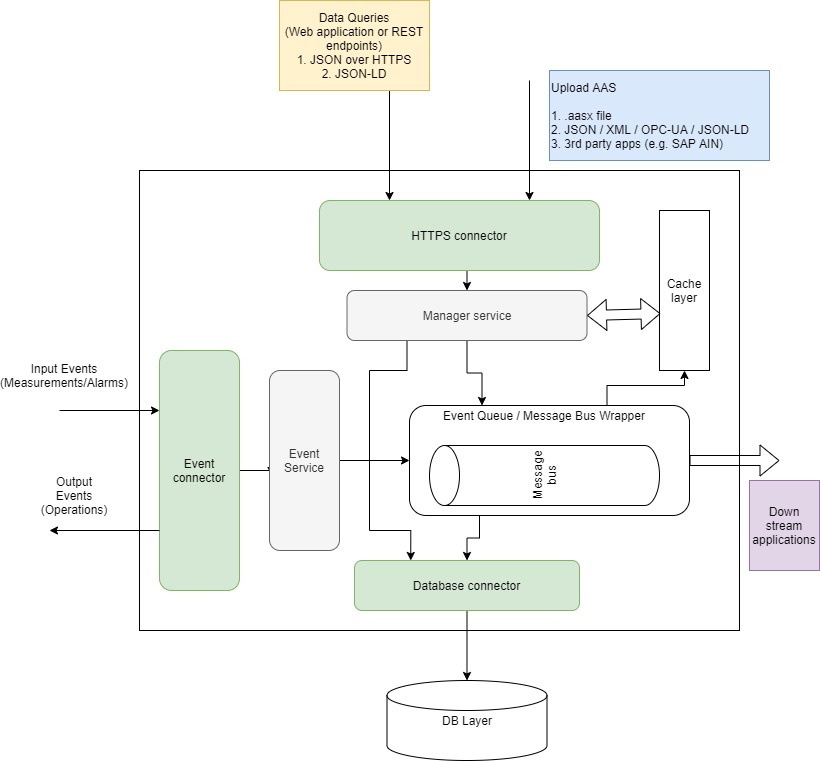 Data Queries
(Web application or REST
endpoints)
1. JSON over HTTPS
2. JSON-LD
Upload AAS
1. .aasx file
2. JSON / XML / OPC-UA / JSON-LD
3. 3rd party apps (e.g. SAP AIN)
HTTPS connector
Cache
layer
Manager service
Input Events
(Measurements/Alarms)
Event Queue / Message Bus Wrapper
Event
connector
Event
Service
Message
bus
Output
Events
(Operations)
Down
stream
applications
Database connector
DB Layer